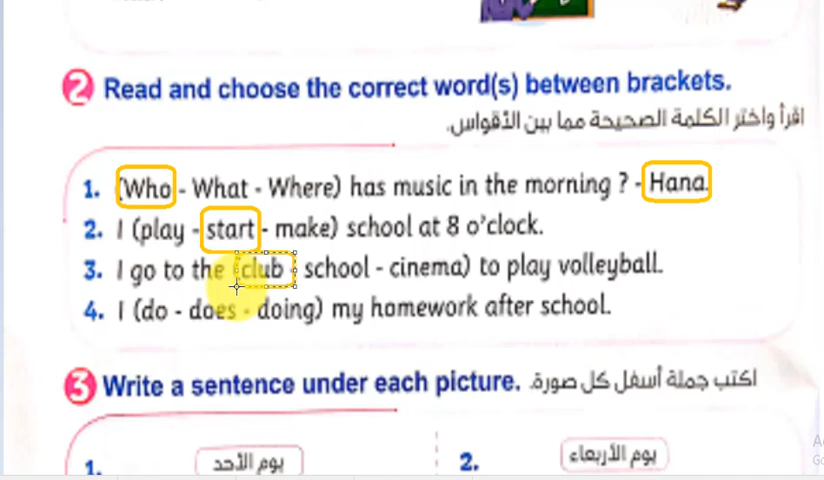 2 Read and choose the correct word(s) between brackets.
اقرأ واختر الكلمة الصحيحة مما بين الأقواس.
1. (Who - What - Where) has music in the morning ? - Hana.
2. I (play - start - make) school at 8 o'clock.
3. I go to the (club - school - cinema) to play volleyball.
4. I (do - does - doing) my homework after school.
3 Write a sentence under each picture. اكتب جملة أسفل كل صورة.
1. يوم الأحد 2. يوم الأربعاء